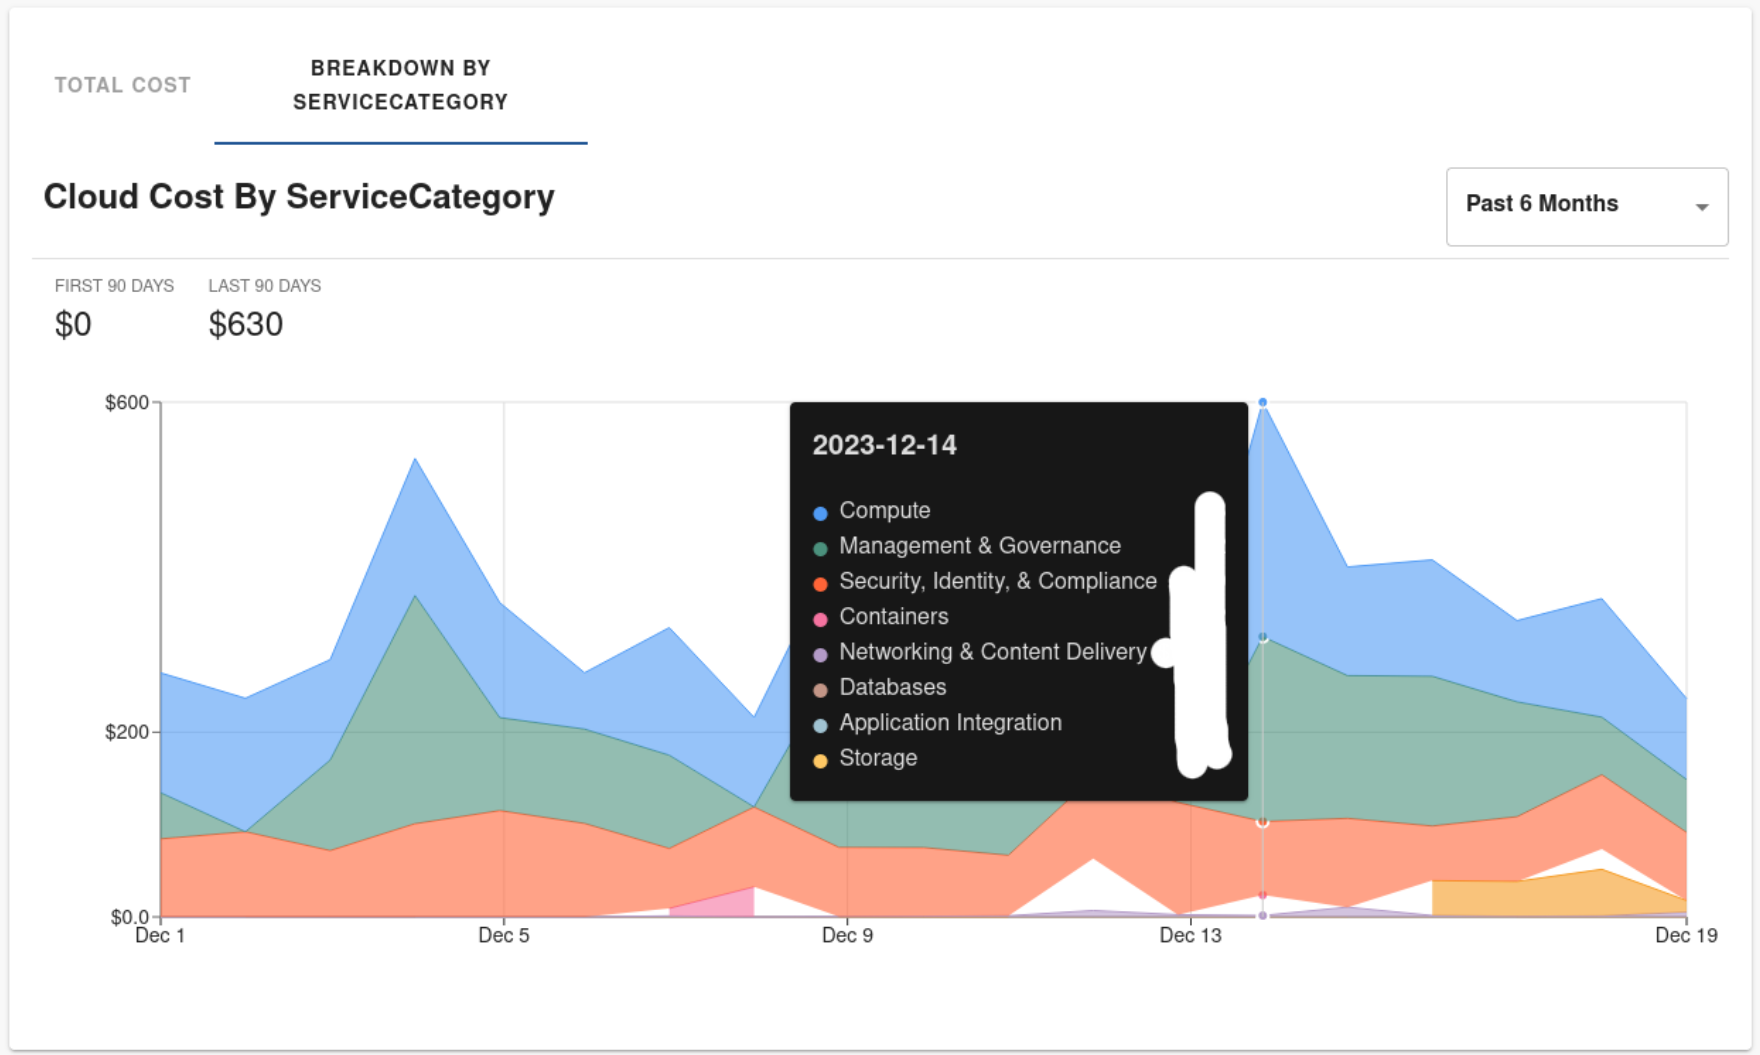 TOTAL COST
BREAKDOWN BY
SERVICECATEGORY
Cloud Cost By ServiceCategory
Past 6 Months
FIRST 90 DAYS
$0
LAST 90 DAYS
$630
$600
$200
$0.0
2023-12-14
Compute
Management & Governance
Security, Identity, & Compliance
Containers
Networking & Content Delivery
Databases
Application Integration
Storage
Dec 1
Dec 5
Dec 9
Dec 13
Dec 19